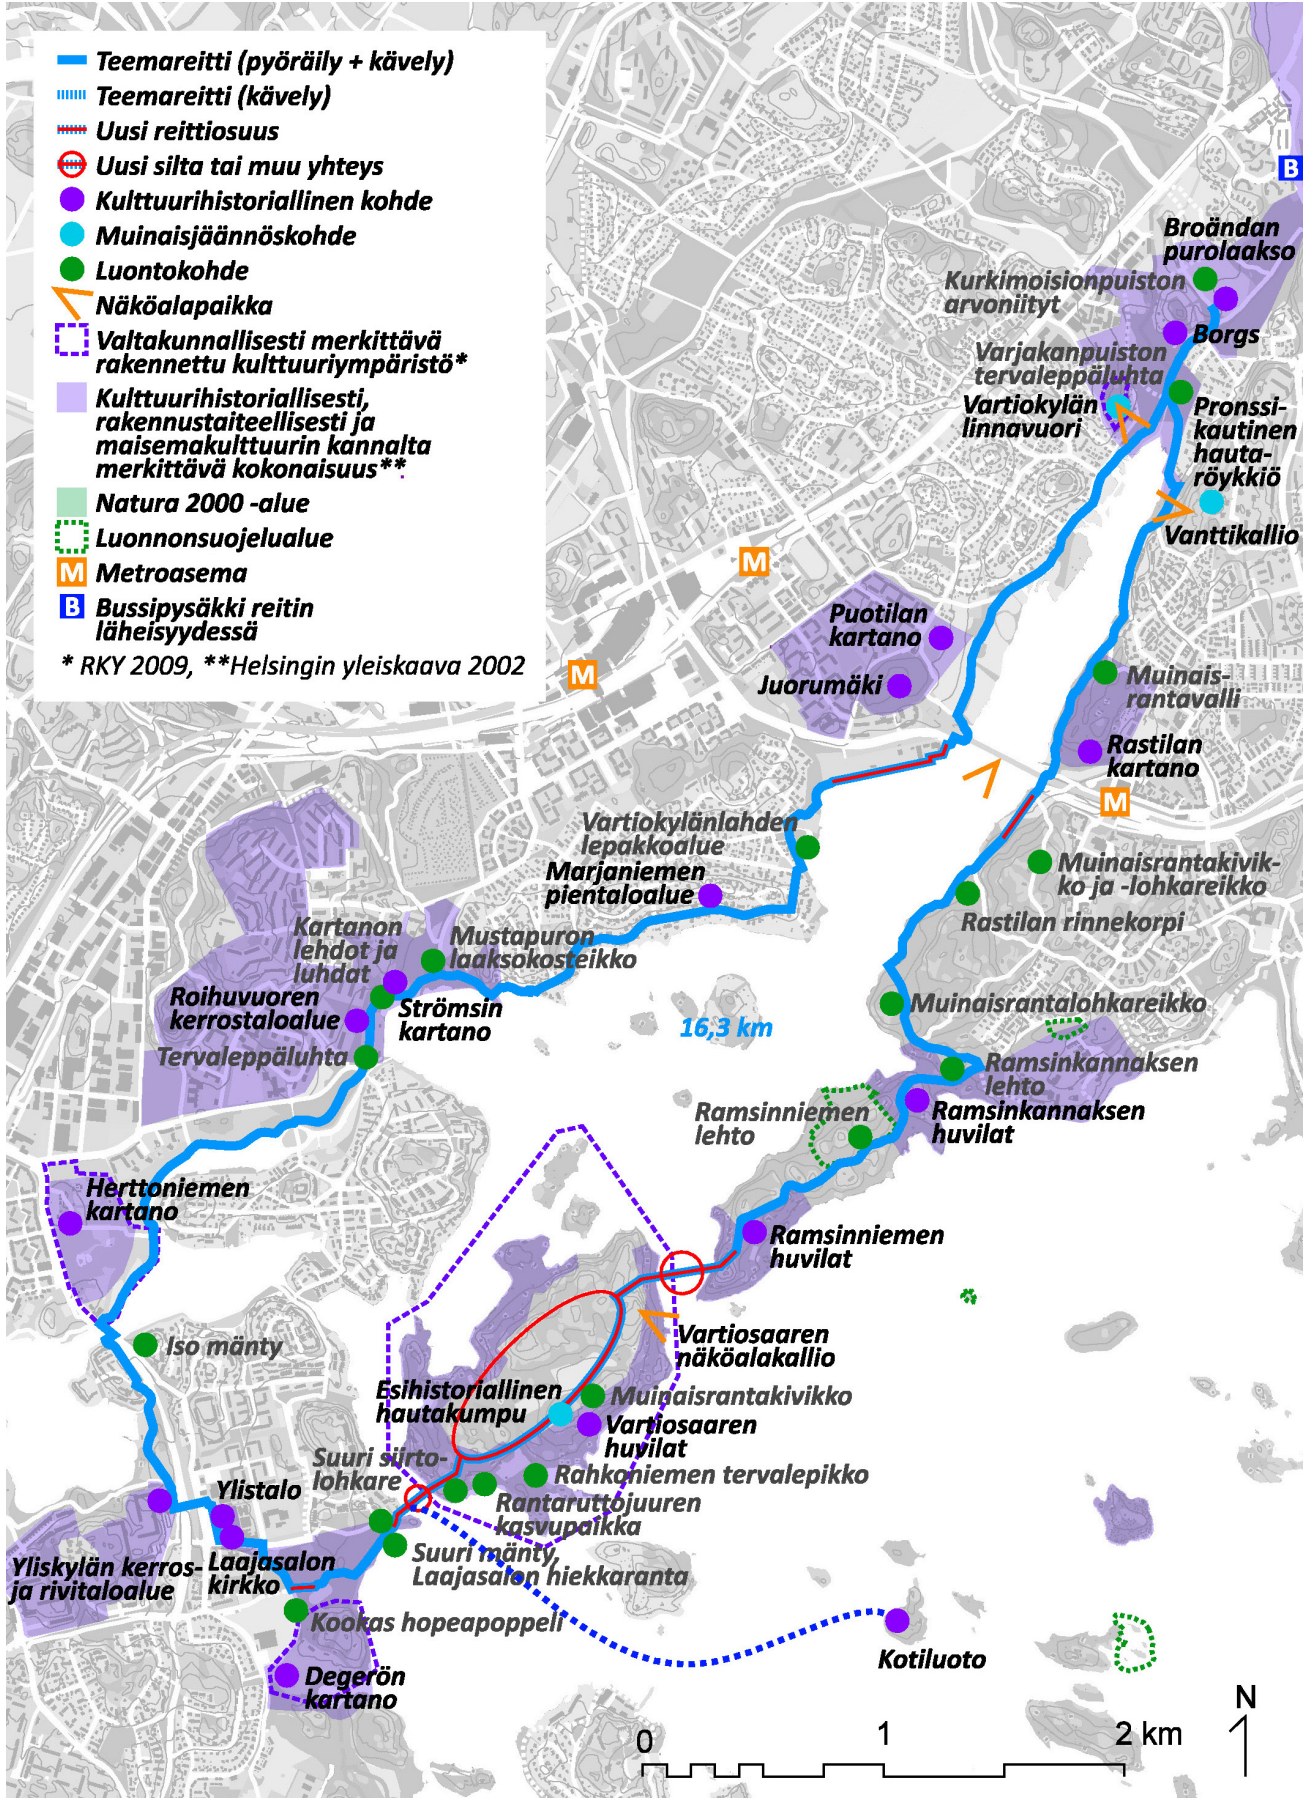 Teemareitti (pyöräily + kävely)
Teemareitti (kävely)
Uusi reittiosuus
Uusi silta tai muu yhteys
Kulttuurihistoriallinen kohde
Muinaisjäännöskohde
Luontokohde
Näköalapaikka
Valtakunnallisesti merkittävä
rakennettu kulttuuriympäristö*
Kulttuurihistoriallisesti,
rakennustaiteellisesti ja
maisemakulttuurin kannalta
merkittävä kokonaisuus**
Natura 2000 -alue
Luonnonsuojelualue
M Metroasema
B Bussipysäkki reitin
läheisyydessä
* RKY 2009, **Helsingin yleiskaava 2002
B
Broändan
purolaakso
Kurkimoisionpuiston
arvoniityt
Borgs
Varjakanpuiston
tervaleppäluhta
Vartiokylän
linnavuori
Pronssi-
kautinen
hauta-
röykkiö
Vanttikallio
M
Puotilan
kartano
Juorumäki
M
Muinais-
rantavalli
Rastilan
kartano
M
Vartiokylänlahden
lepakkoalue
Marjaniemen
pientaloalue
Muinaisrantakivik-
ko ja -lohkareikko
Rastilan rinnekorpi
Kartanon
lehdot ja
luhdat
Mustapuron
laaksokosteikko
Roihuvuoren
kerrostaloalue
Strömsin
kartano
Tervaleppäluhta
16,3 km
Muinaisrantalohkareikko
Ramsinkannaksen
lehto
Ramsinniemen
lehto
Ramsinkannaksen
huvilat
Herttoniemen
kartano
Ramsinniemen
huvilat
Iso mänty
Vartiosaaren
näköalakallio
Esihistoriallinen
hautakumpu
Muinaisrantakivikko
Vartiosaaren
huvilat
Suuri siirto-
lohkare
Rahkoniemen tervalepikko
Rantaruttojuuren
kasvupaikka
Ylistalo
Suuri mänty,
Laajasalon hiekkaranta
Yliskylän kerros-
ja rivitaloalue
Laajasalon
kirkko
Kookas hopeapoppeli
Kotiluoto
Degerön
kartano
N
0 1 2 km